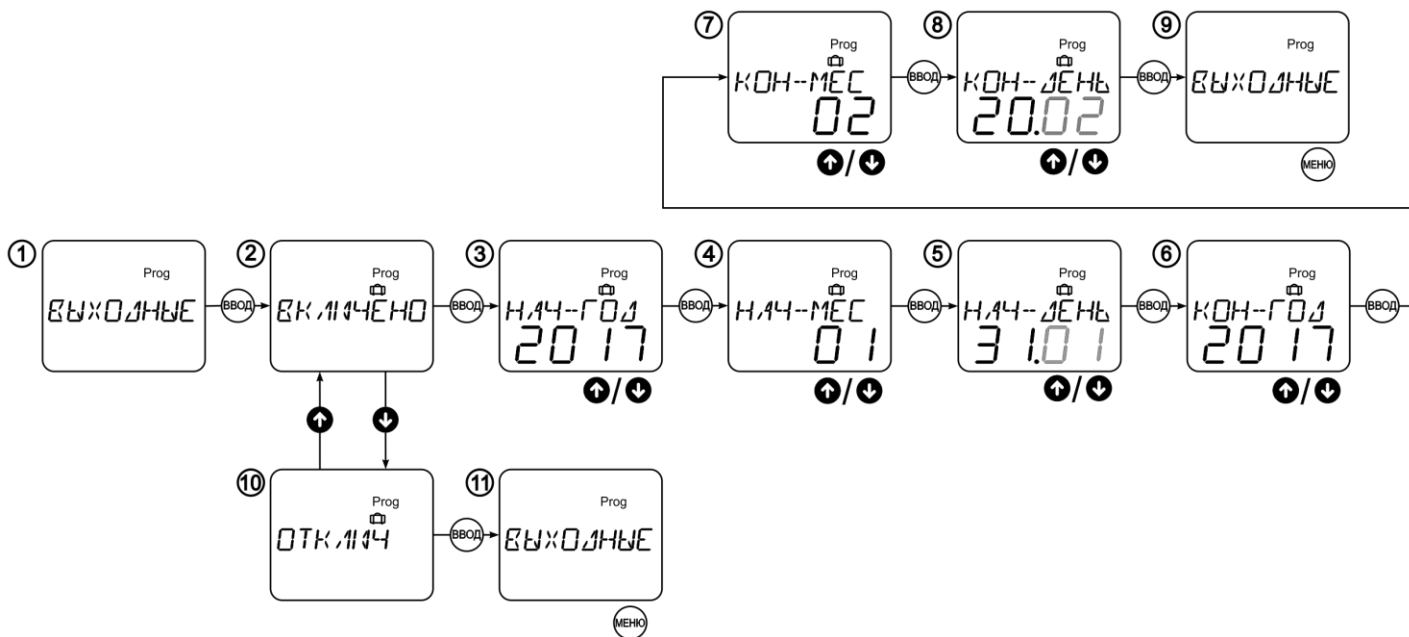 7
Prog
КОН-МЕС
02
↑/↓
ВВОД
8
Prog
КОН-ДЕНЬ
20.02
↑/↓
ВВОД
9
Prog
ВЫХОДНЫЕ
МЕНЮ
1
Prog
ВЫХОДНЫЕ
ВВОД
2
Prog
ВКЛЮЧЕНО
ВВОД
3
Prog
НАЧ-ГОД
2017
↑/↓
ВВОД
4
Prog
НАЧ-МЕС
01
↑/↓
ВВОД
5
Prog
НАЧ-ДЕНЬ
31.01
↑/↓
ВВОД
6
Prog
КОН-ГОД
2017
↑/↓
ВВОД
↑
↓
10
Prog
ОТКЛЮЧ
ВВОД
11
Prog
ВЫХОДНЫЕ
МЕНЮ